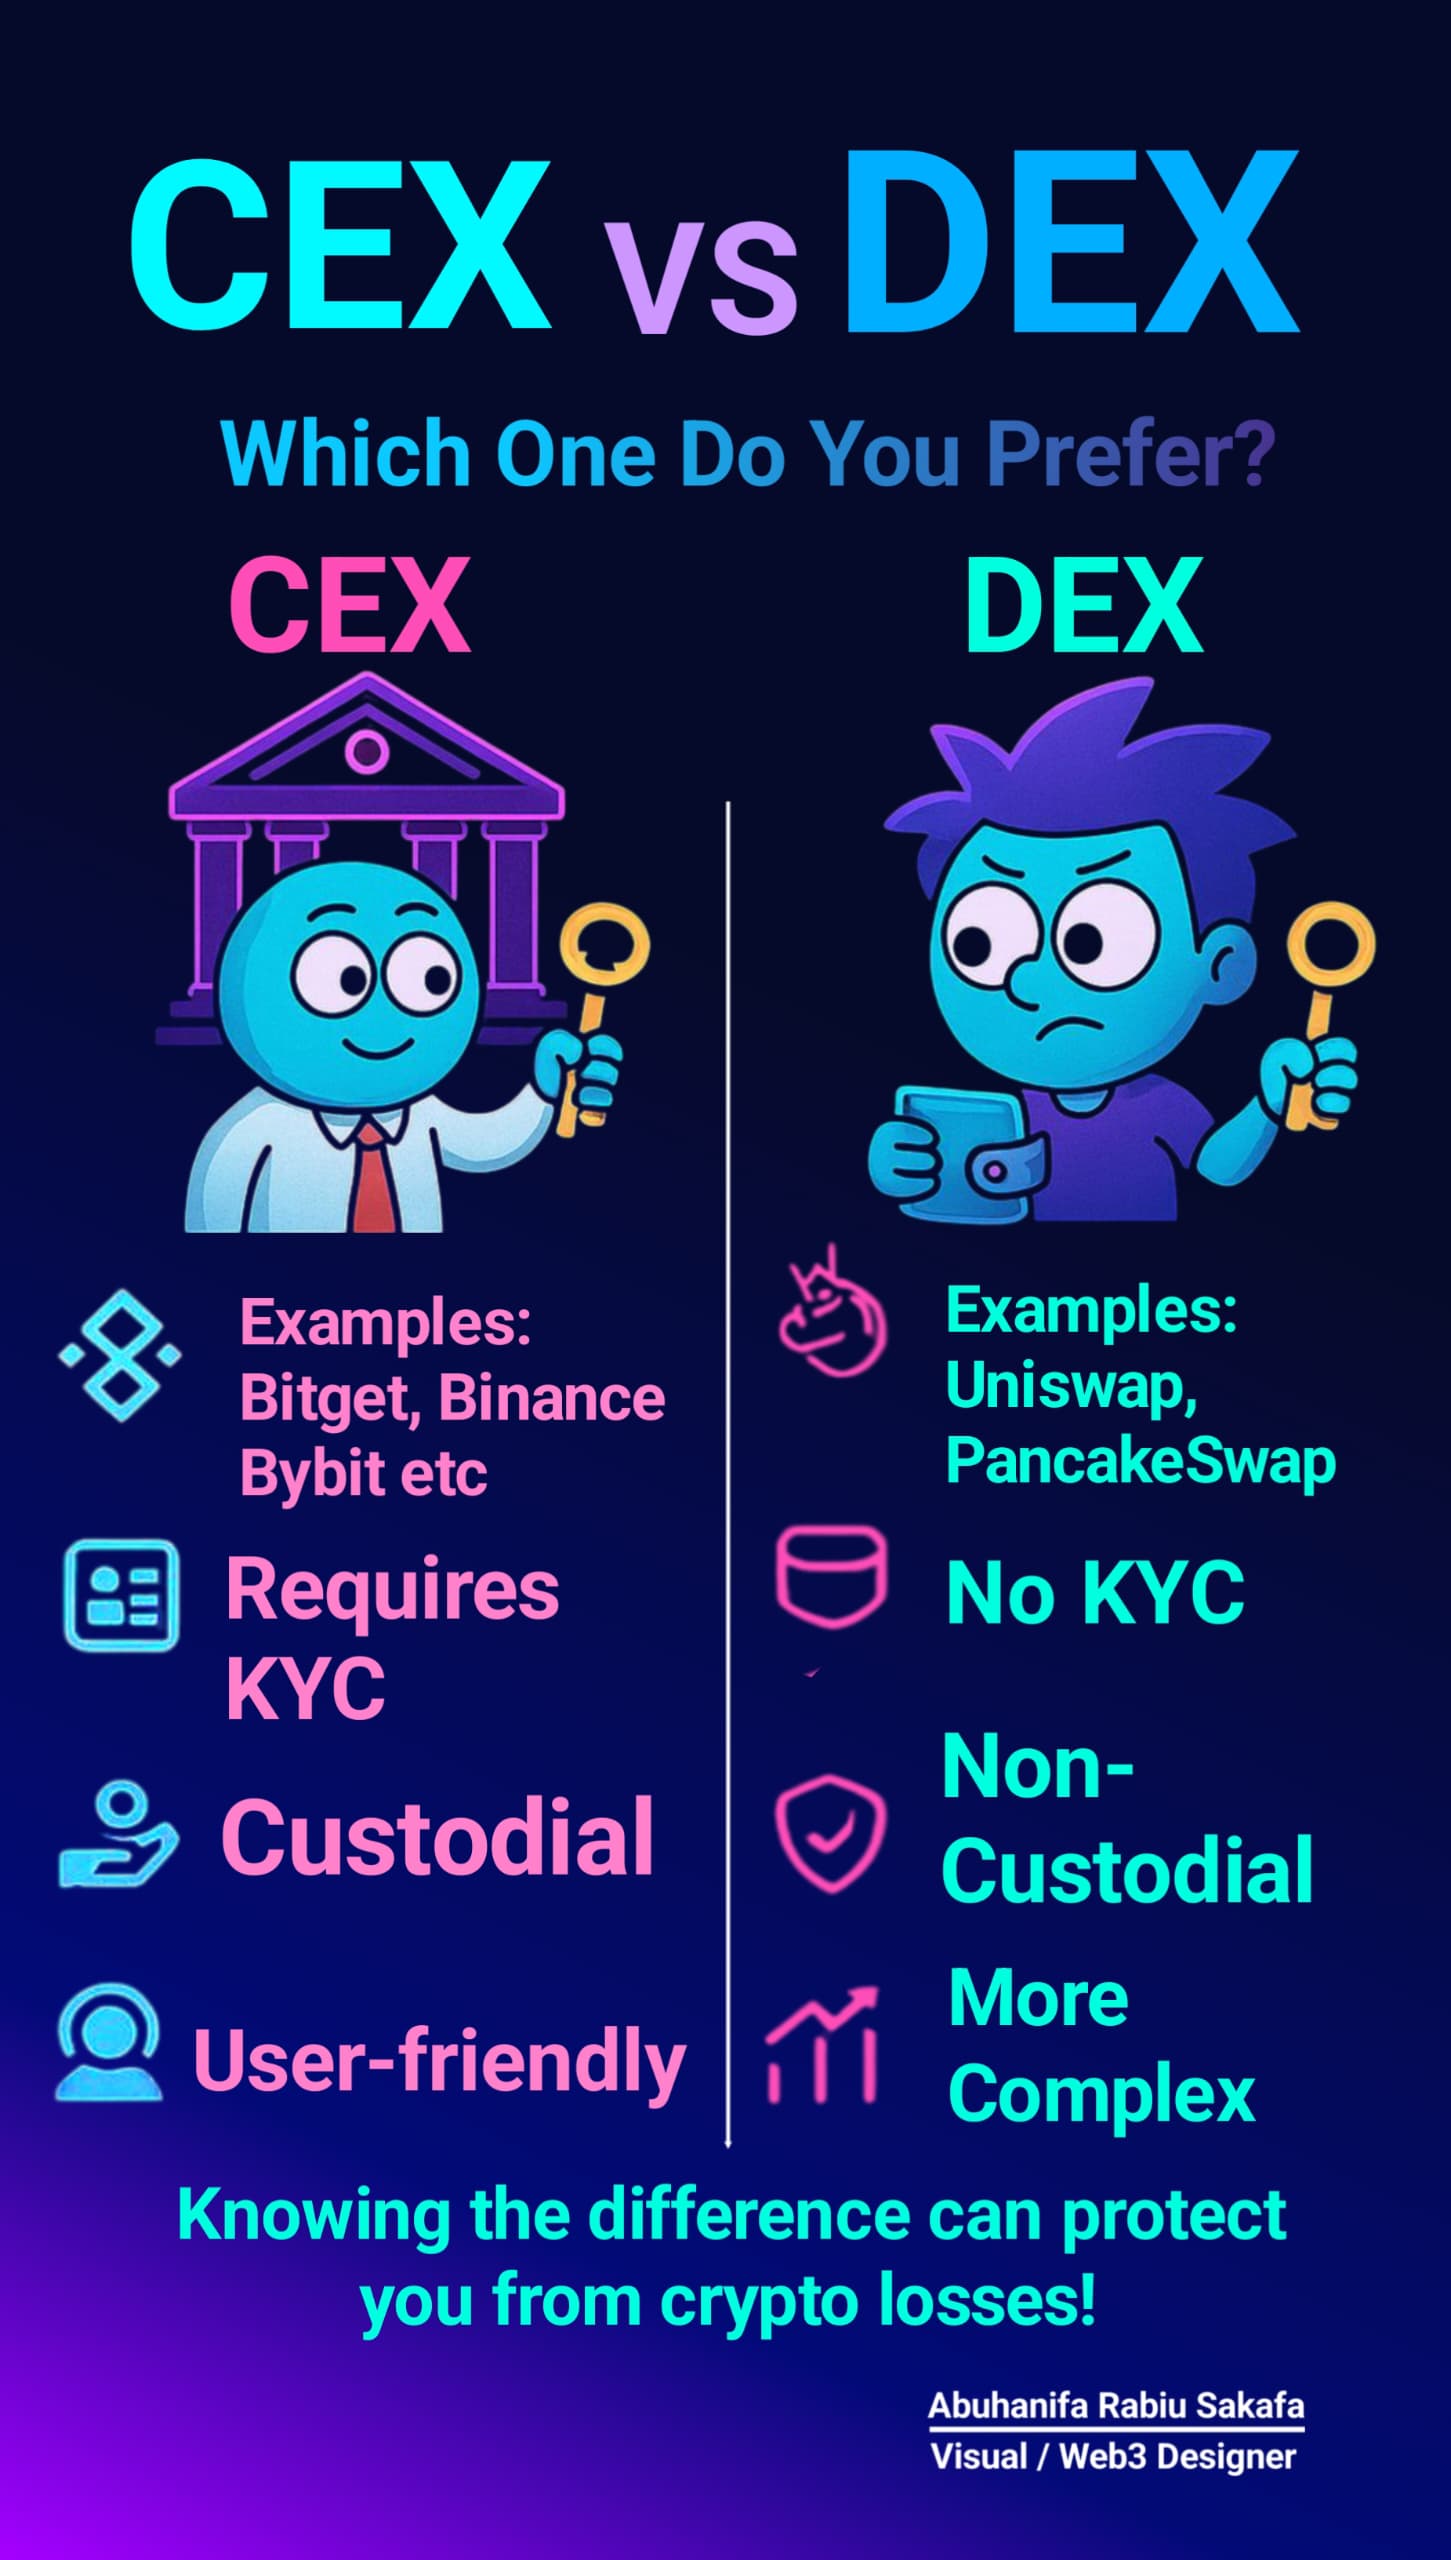 CEX VS DEX
Which One Do You Prefer?
CEX
Examples:
Bitget, Binance
Bybit etc
Requires
KYC
Custodial
User-friendly
DEX
Examples:
Uniswap,
PancakeSwap
No KYC
Non-
Custodial
More
Complex
Knowing the difference can protect
you from crypto losses!
Abuhanifa Rabiu Sakafa
Visual / Web3 Designer